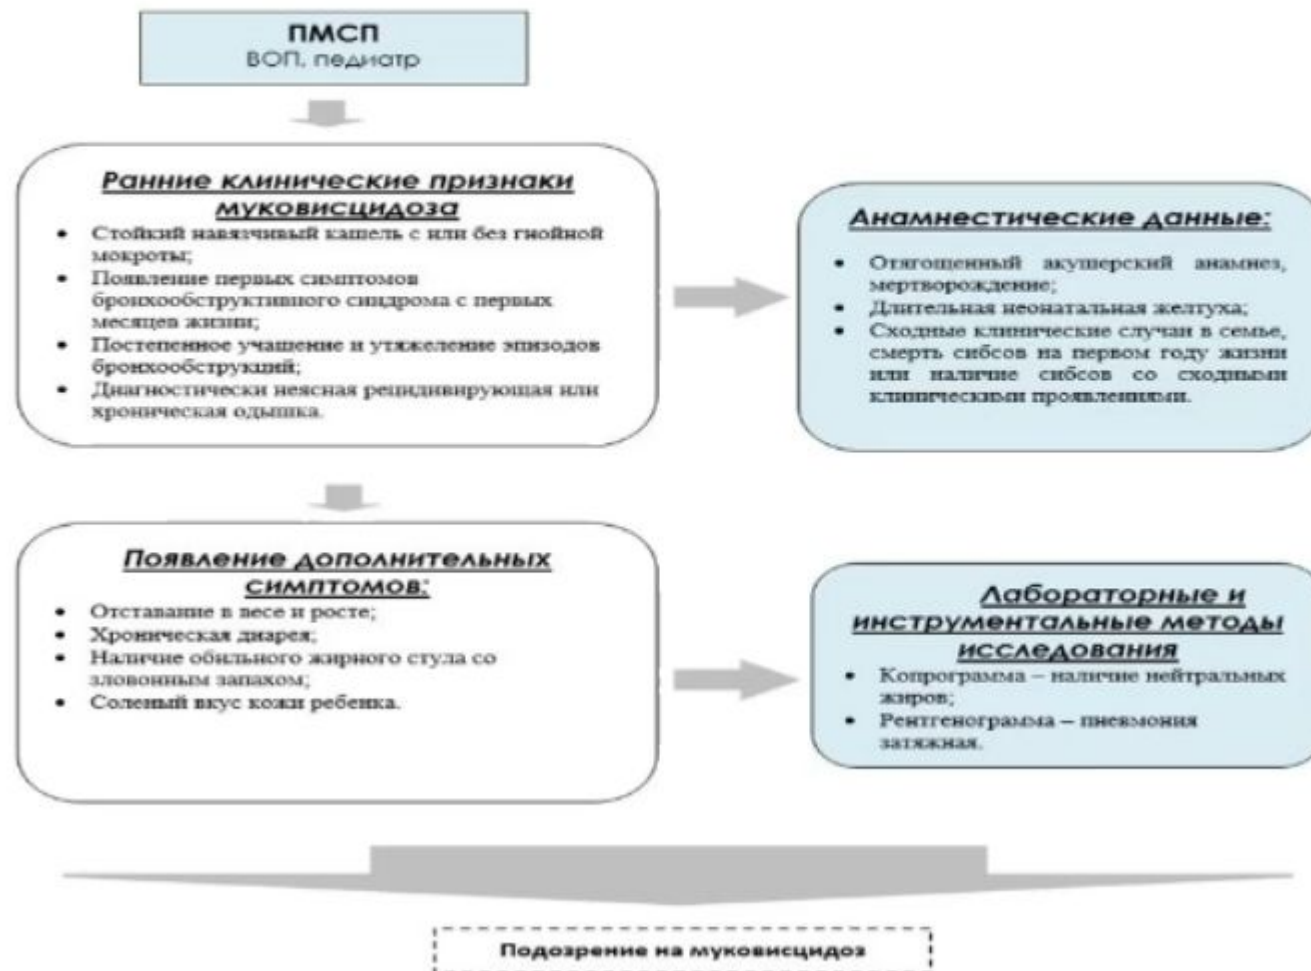 ПМСП
ВОП, педиатр
Ранние клинические признаки
муковисцидоза
• Стойкий навязчивый кашель с или без гнойной
мокроты;
• Появление первых симптомов
бронхообструктивного синдрома с первых
месяцев жизни;
• Постепенное учашение и утяжеление эпизодов
бронхообструкций;
• Диагностически неясная рецидивирующая или
хроническая одышка.
Анамнестические данные:
• Отягощенный акушерский анамнез,
мертворождение;
• Длительная неонатальная желтуха;
• Сходные клинические случаи в семье,
смерть сибсов на первом году жизни
или наличие сибсов со сходными
клиническими проявлениями.
Появление дополнительных
симптомов:
• Отставание в весе и росте;
• Хроническая диарея;
• Наличие обильного жирного стула со
зловонным запахом;
• Соленый вкус кожи ребенка.
Лабораторные и
инструментальные методы
исследования
• Копрограмма – наличие нейтральных
жиров;
• Рентгенограмма – пневмония
затяжная.
Подозрение на муковисцидоз